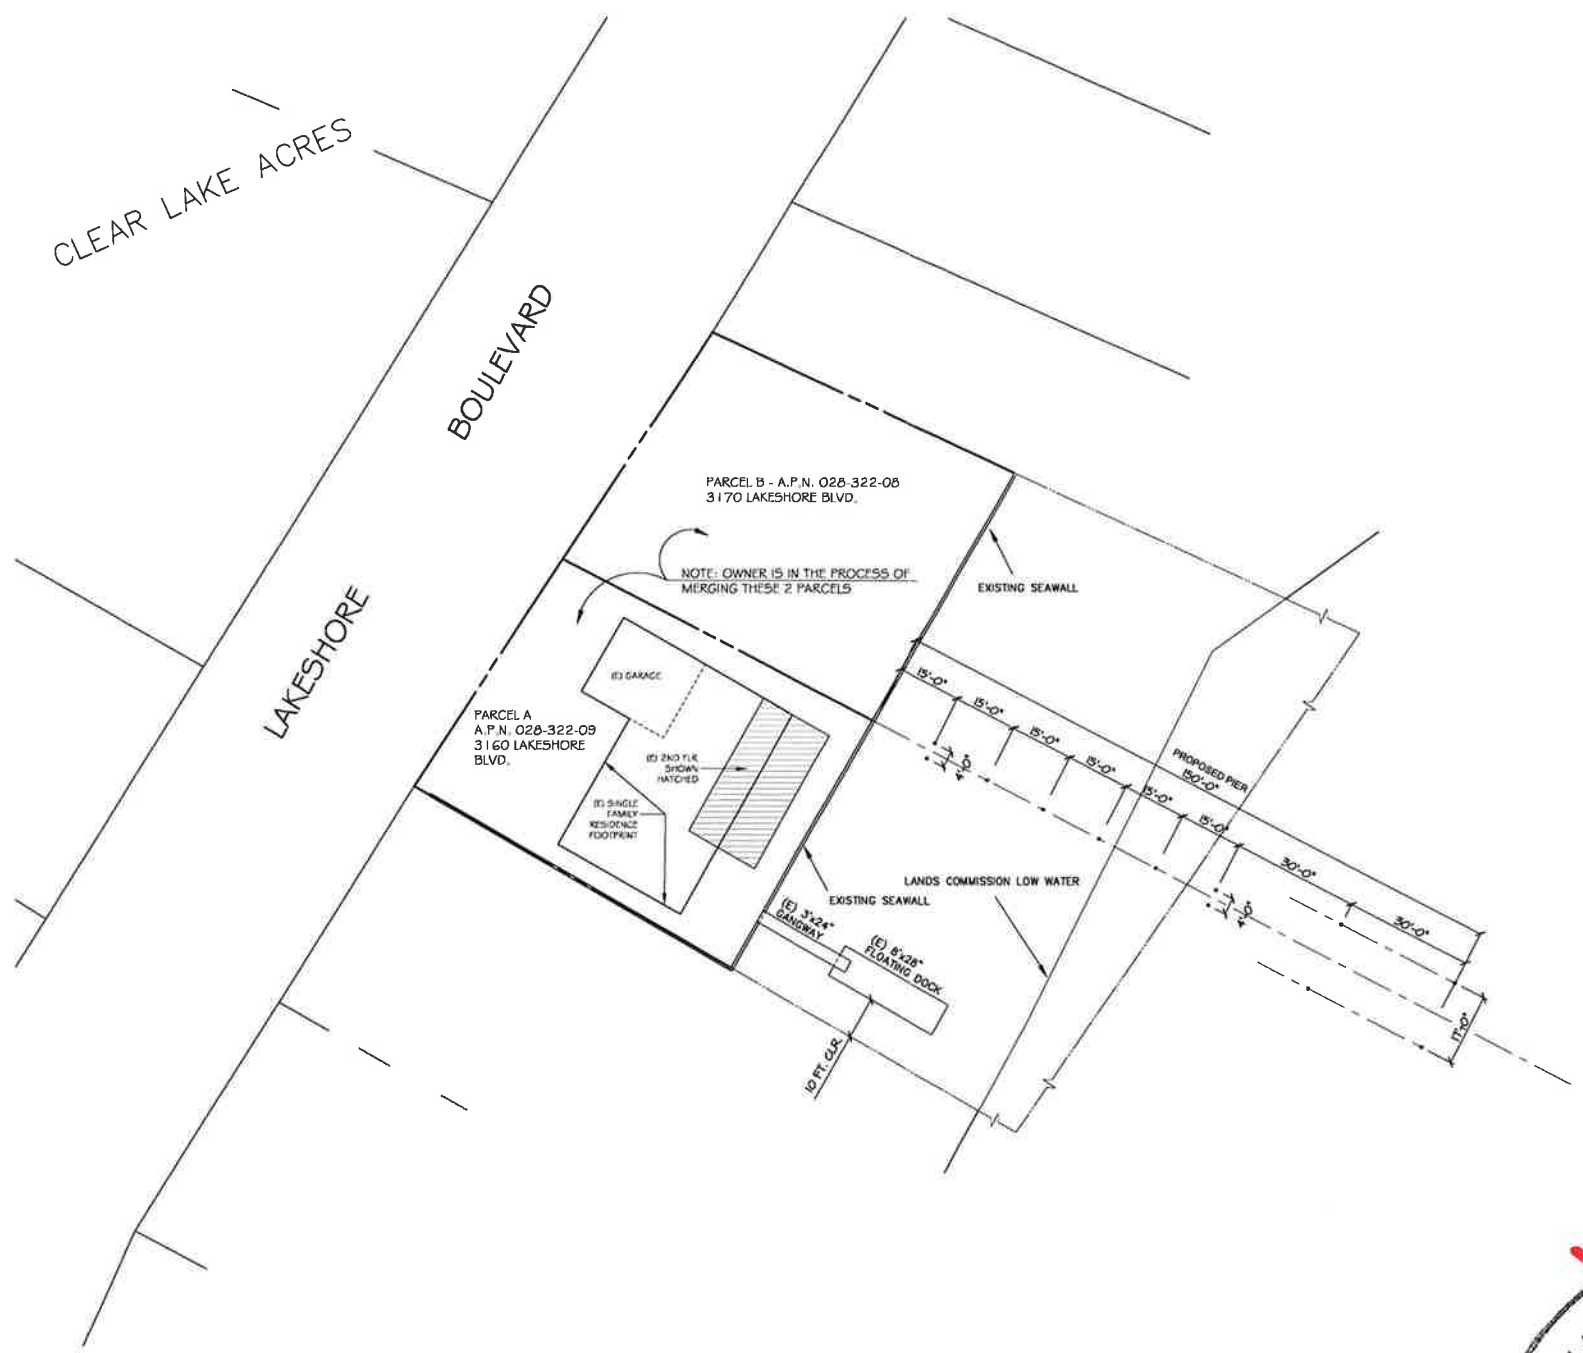 CLEAR LAKE ACRES
BOULEVARD
LAKESHORE
PARCEL B - A.P.N. 028-322-08
3170 LAKESHORE BLVD.
NOTE: OWNER IS IN THE PROCESS OF
MERGING THESE 2 PARCELS
EXISTING SEAWALL
(E) GARAGE
PARCEL A
A.P.N. 028-322-09
3160 LAKESHORE
BLVD.
(E) 2ND FLR
SHOWN
HATCHED
(E) SINGLE
FAMILY
RESIDENCE
FOOTPRINT
15'-0"
15'-0"
15'-0"
15'-0"
15'-0"
15'-0"
30'-0"
30'-0"
PROPOSED PIER
150'-0"
4'-0"
4'-0"
17'-0"
LANDS COMMISSION LOW WATER
EXISTING SEAWALL
(E) 3'x24"
GANGWAY
(E) 8'x28"
FLOATING DOCK
10 FT. CLR.